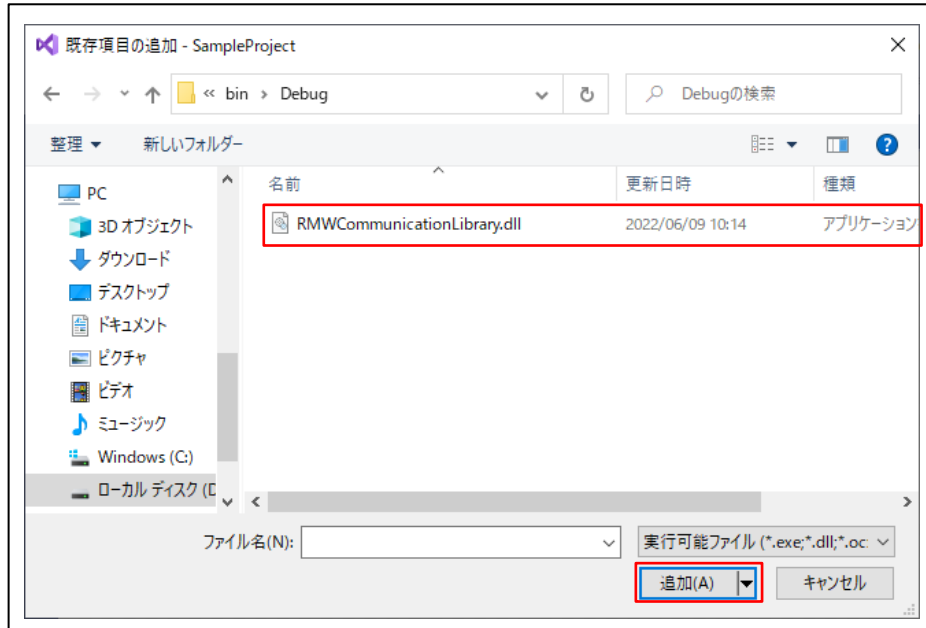 既存項目の追加 - SampleProject
« bin › Debug
Debugの検索
整理 新しいフォルダー
名前 更新日時 種類
PC
3D オブジェクト
ダウンロード
デスクトップ
ドキュメント
ピクチャ
ビデオ
ミュージック
Windows (C:)
ローカル ディスク (D
RMWCommunicationLibrary.dll 2022/06/09 10:14 アプリケーション
ファイル名(N):
実行可能ファイル (*.exe;*.dll;*.oc
追加(A) キャンセル